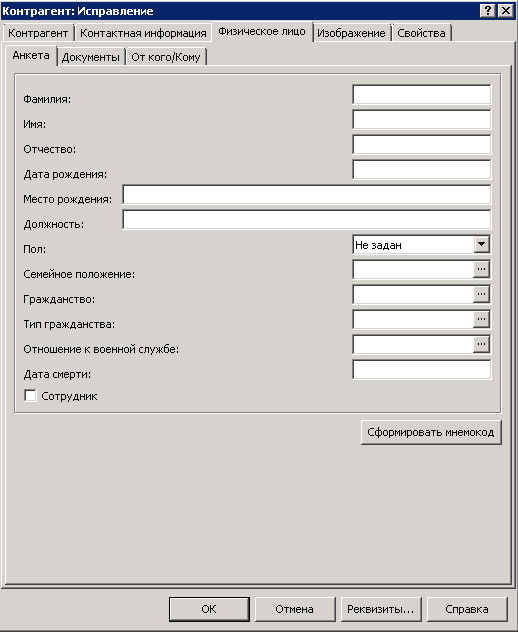 Контрагент: Исправление
Контрагент Контактная информация Физическое лицо Изображение Свойства
Анкета Документы От кого/Кому
Фамилия:
Имя:
Отчество:
Дата рождения:
Место рождения:
Должность:
Пол: Не задан
Семейное положение: ...
Гражданство: ...
Тип гражданства: ...
Отношение к военной службе: ...
Дата смерти:
Сотрудник
Сформировать мнемокод
ОК Отмена Реквизиты... Справка